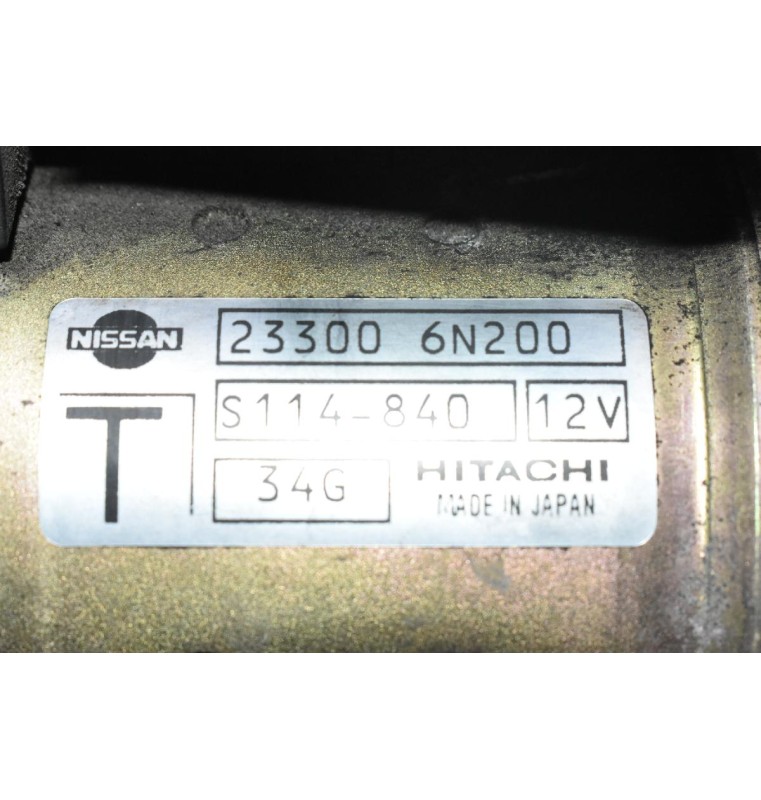 NISSAN 23300 6N200
T S114-840 12V
34G HITACHI
MADE IN JAPAN